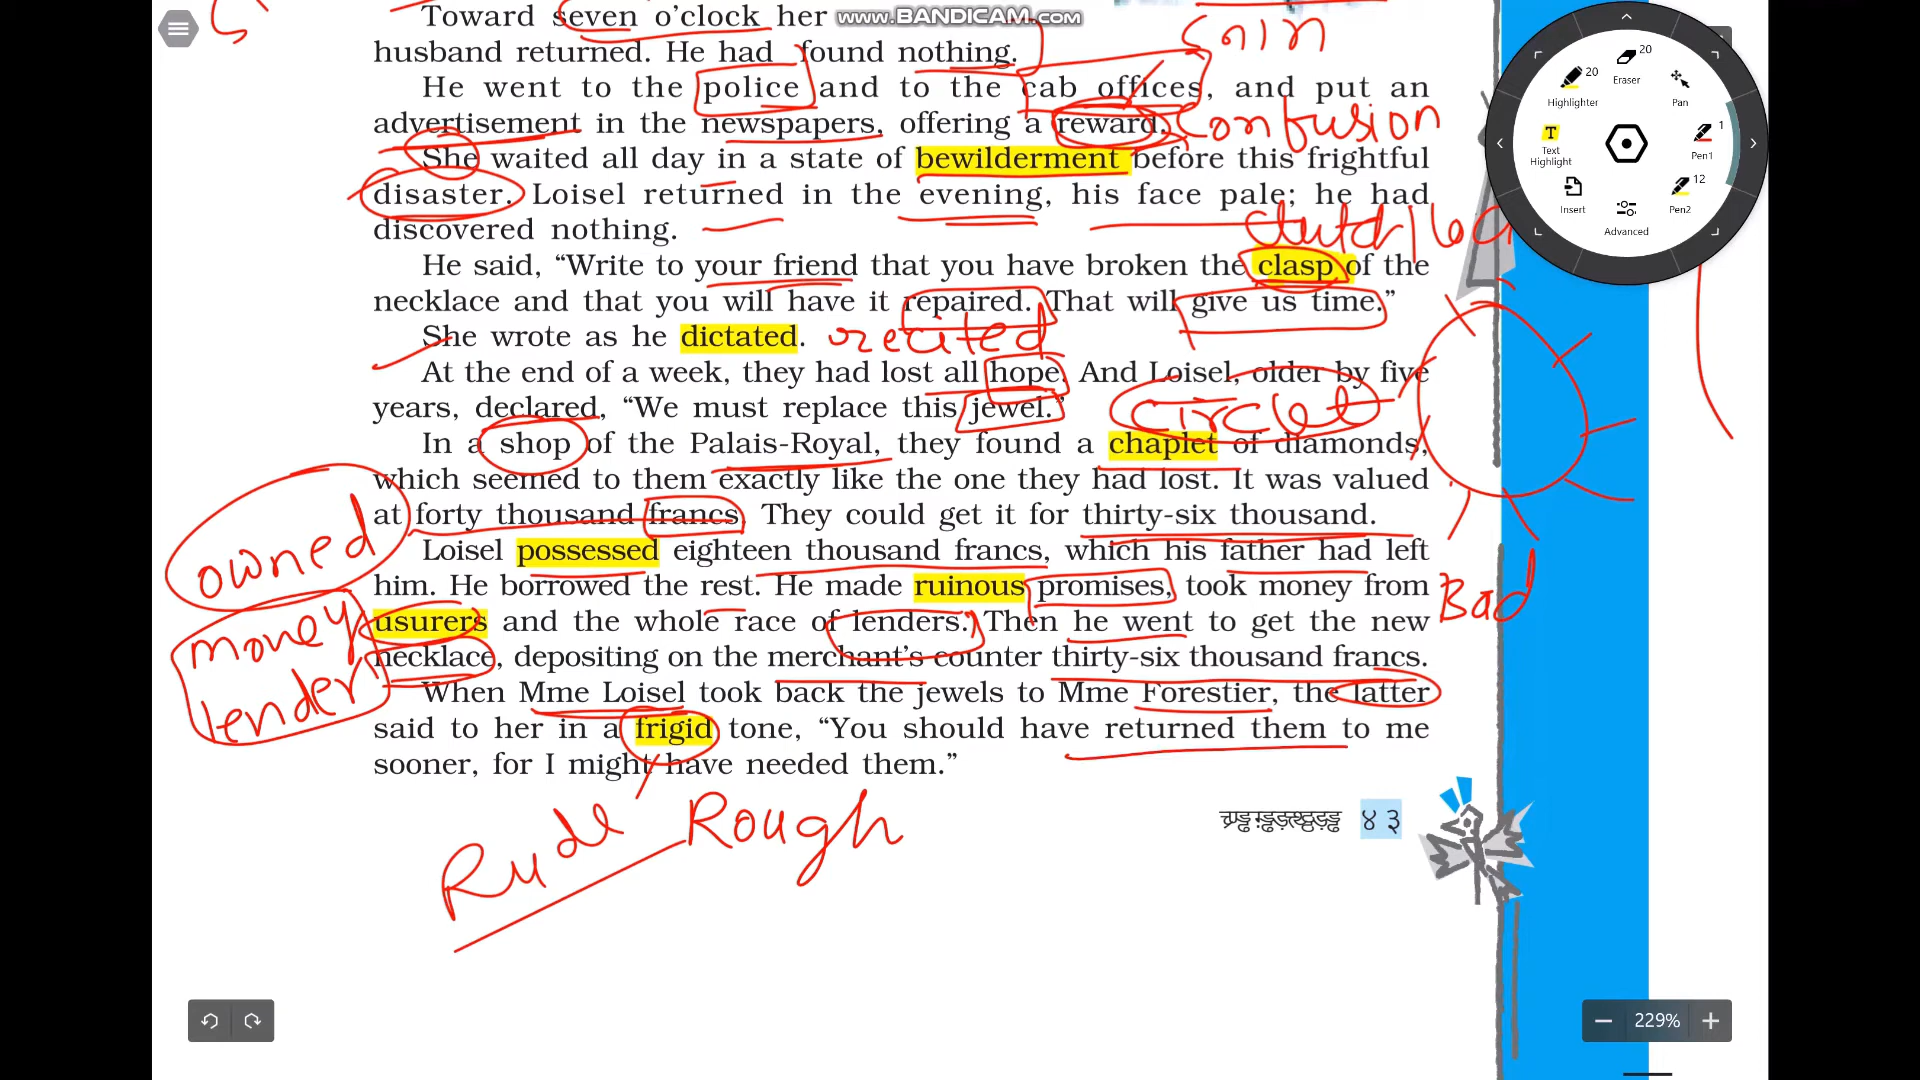 Toward seven o'clock her
www.BANDICAM.com
husband returned. He had found nothing.
He went to the police and to the cab offices, and put an
advertisement in the newspapers, offering a reward.
Confusion
She waited all day in a state of bewilderment before this frightful
disaster. Loisel returned in the evening, his face pale; he had
discovered nothing.
He said, “Write to your friend that you have broken the clasp of the
necklace and that you will have it repaired. That will give us time.”
She wrote as he dictated.
recited
At the end of a week, they had lost all hope. And Loisel, older by five
years, declared, “We must replace this jewel.”
circlet
In a shop of the Palais-Royal, they found a chaplet of diamonds,
which seemed to them exactly like the one they had lost. It was valued
at forty thousand francs. They could get it for thirty-six thousand.
owned
Loisel possessed eighteen thousand francs, which his father had left
him. He borrowed the rest. He made ruinous promises, took money from
Bad
usurers and the whole race of lenders. Then he went to get the new
money
lender
necklace, depositing on the merchant's counter thirty-six thousand francs.
When Mme Loisel took back the jewels to Mme Forestier, the latter
said to her in a frigid tone, “You should have returned them to me
sooner, for I might have needed them.”
Rude
Rough
४३
Highlighter
20
Eraser
20
Pan
Text
Highlight
T
Pen1
1
Insert
Pen2
12
Advanced
229%